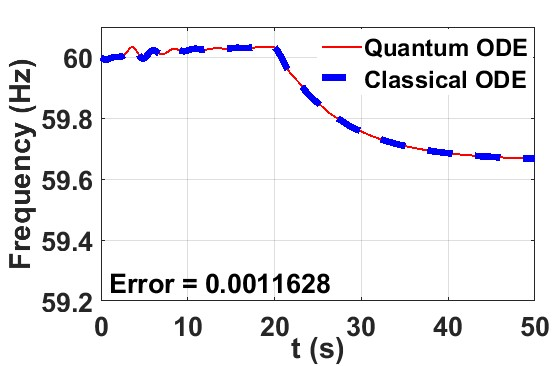 Frequency (Hz)
60
59.8
59.6
59.4
59.2
Quantum ODE
Classical ODE
Error = 0.0011628
0 10 20 30 40 50
t (s)